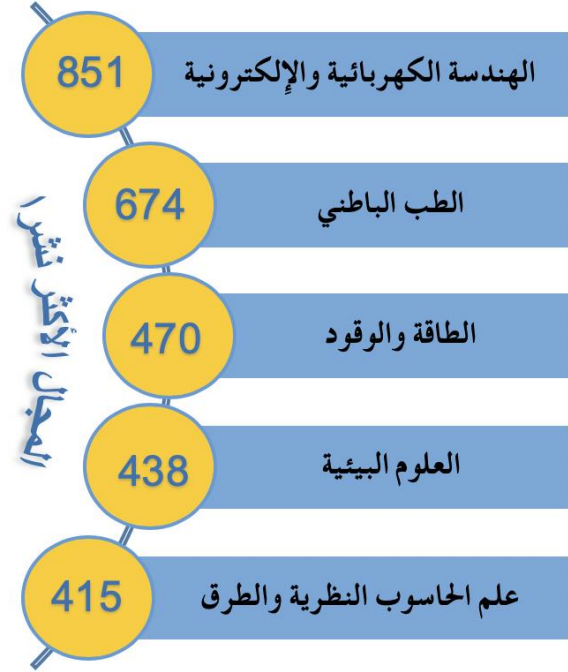 المجال الأكثر نشرا
851
الهندسة الكهربائية والإلكترونية
674
الطب الباطني
470
الطاقة والوقود
438
العلوم البيئية
415
علم الحاسوب النظرية والطرق